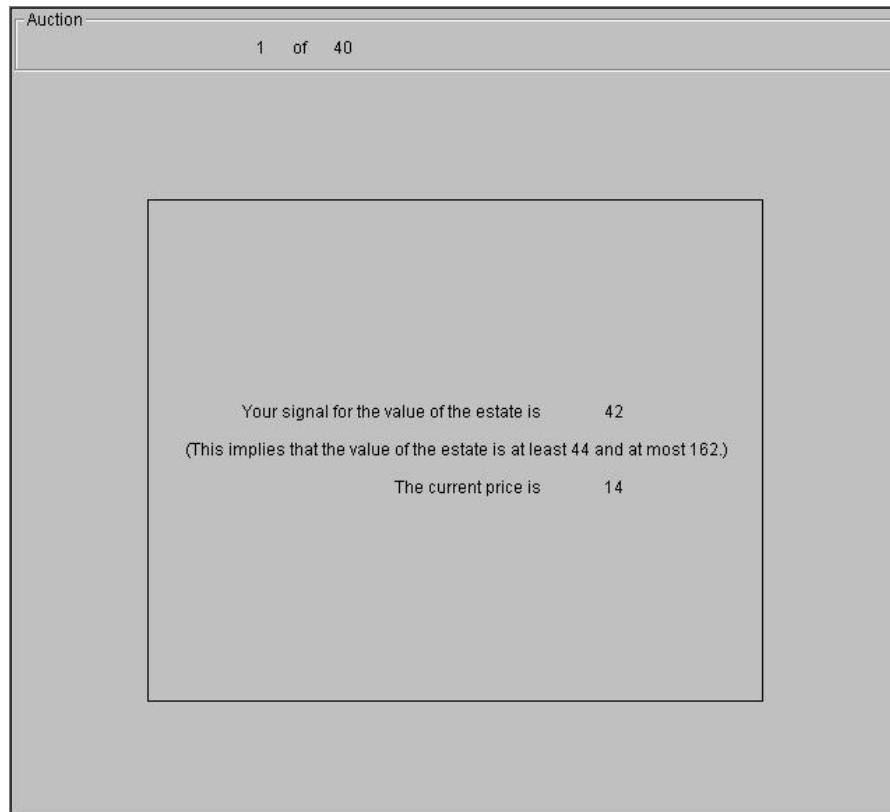 Auction
1 of 40
Your signal for the value of the estate is 42
(This implies that the value of the estate is at least 44 and at most 162.)
The current price is 14